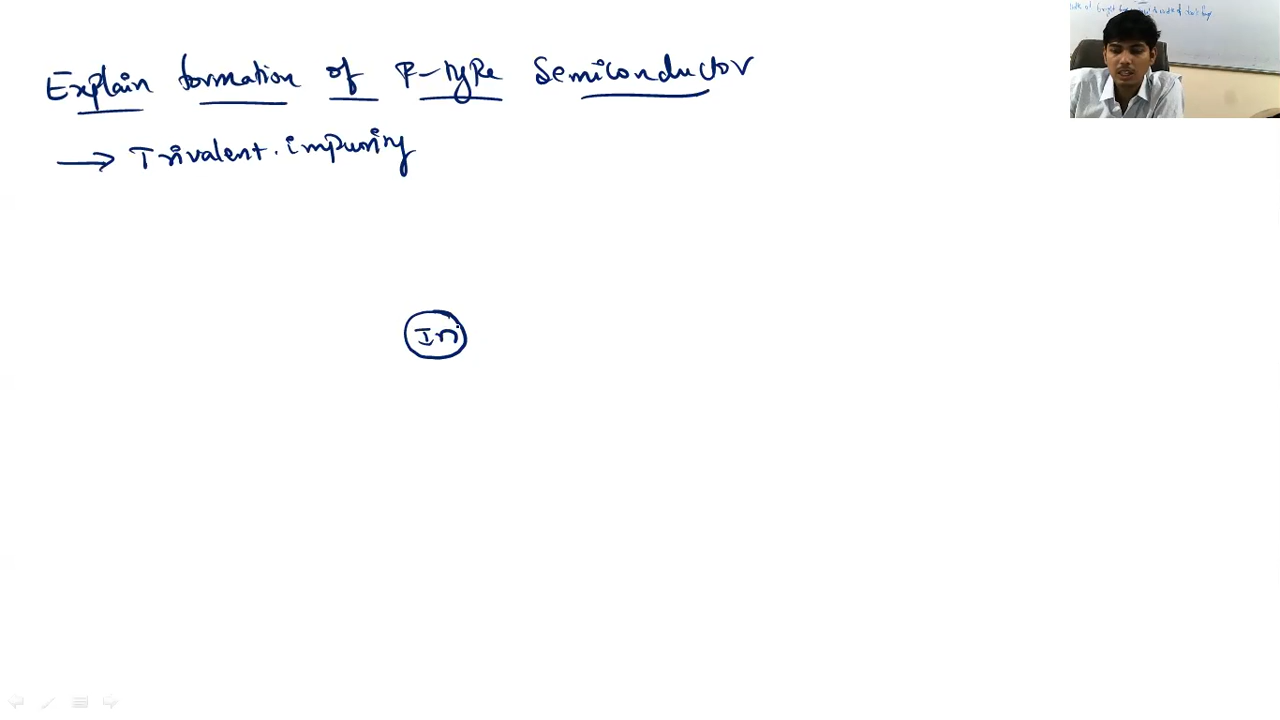 Explain formation of P-type Semiconductor
→ Trivalent impurity
In